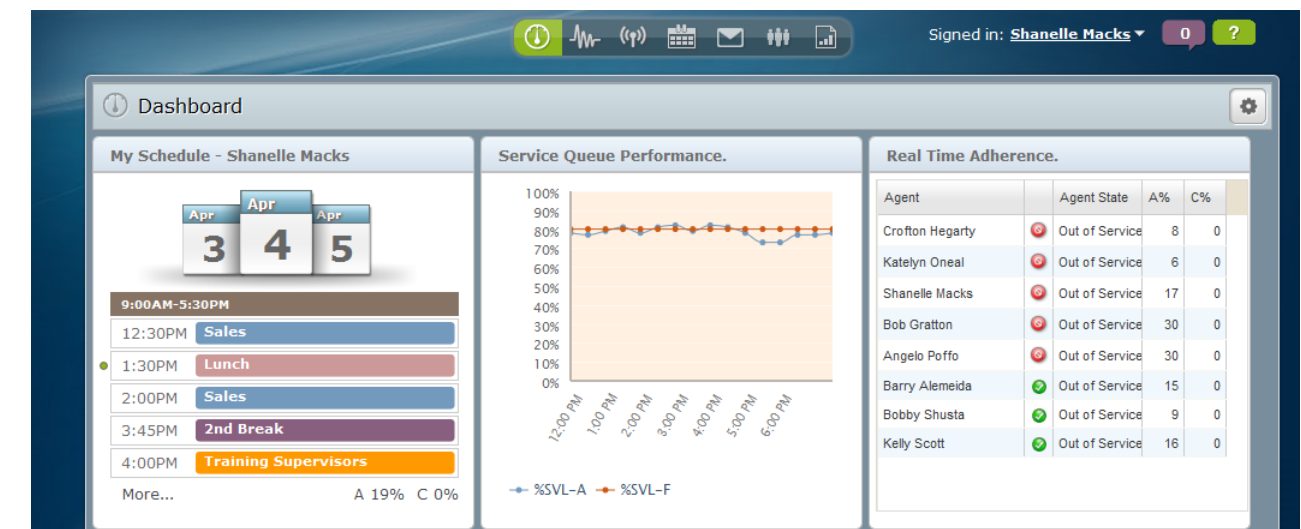 Signed in: Shanelle Macks
0
?
Dashboard
My Schedule - Shanelle Macks
Apr 3
Apr 4
Apr 5
9:00AM-5:30PM
12:30PM Sales
1:30PM Lunch
2:00PM Sales
3:45PM 2nd Break
4:00PM Training Supervisors
More... A 19% C 0%
Service Queue Performance.
100%
90%
80%
70%
60%
50%
40%
30%
20%
10%
0%
12:00 PM 1:00 PM 2:00 PM 3:00 PM 4:00 PM 5:00 PM 6:00 PM
%SVL-A %SVL-F
Real Time Adherence.
Agent Agent State A% C%
Crofton Hegarty Out of Service 8 0
Katelyn Oneal Out of Service 6 0
Shanelle Macks Out of Service 17 0
Bob Gratton Out of Service 30 0
Angelo Poffo Out of Service 30 0
Barry Alemeida Out of Service 15 0
Bobby Shusta Out of Service 9 0
Kelly Scott Out of Service 16 0